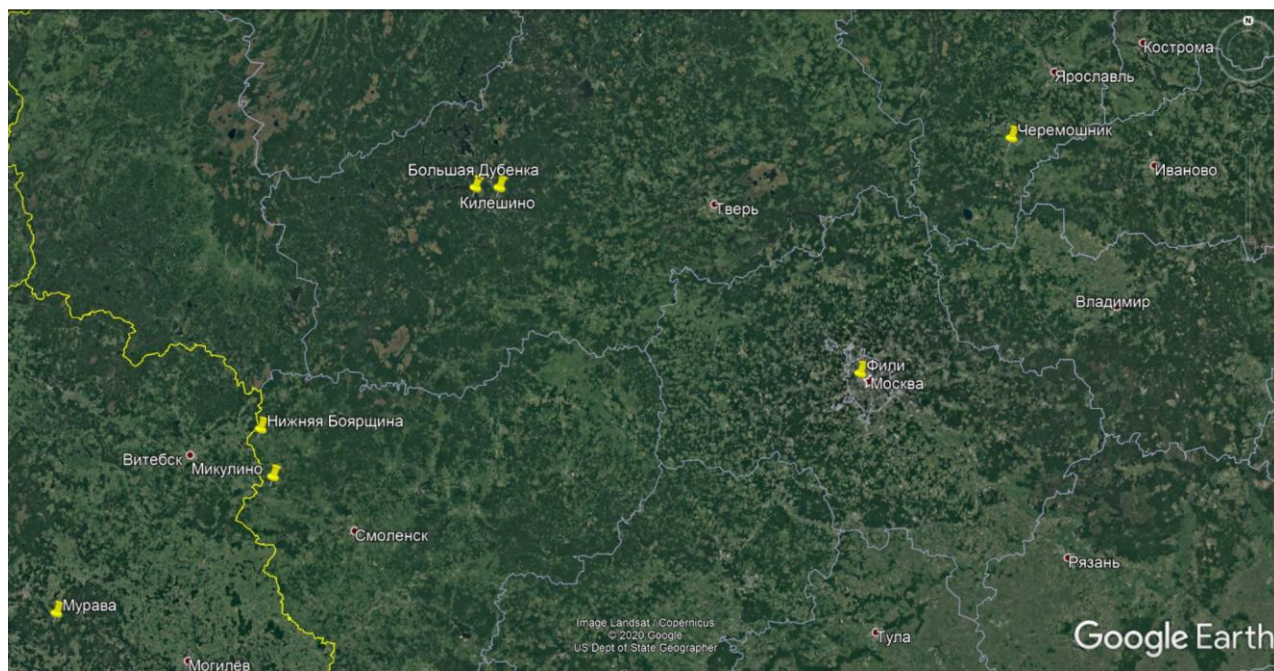 N
Кострома
Ярославль
Черемошник
Иваново
Большая Дубенка
Килешино
Тверь
Владимир
Фили
Москва
Нижняя Боярщина
Витебск
Микулино
Смоленск
Рязань
Мурава
Могилёв
Тула
Image Landsat / Copernicus
© 2020 Google
US Dept of State Geographer
Google Earth